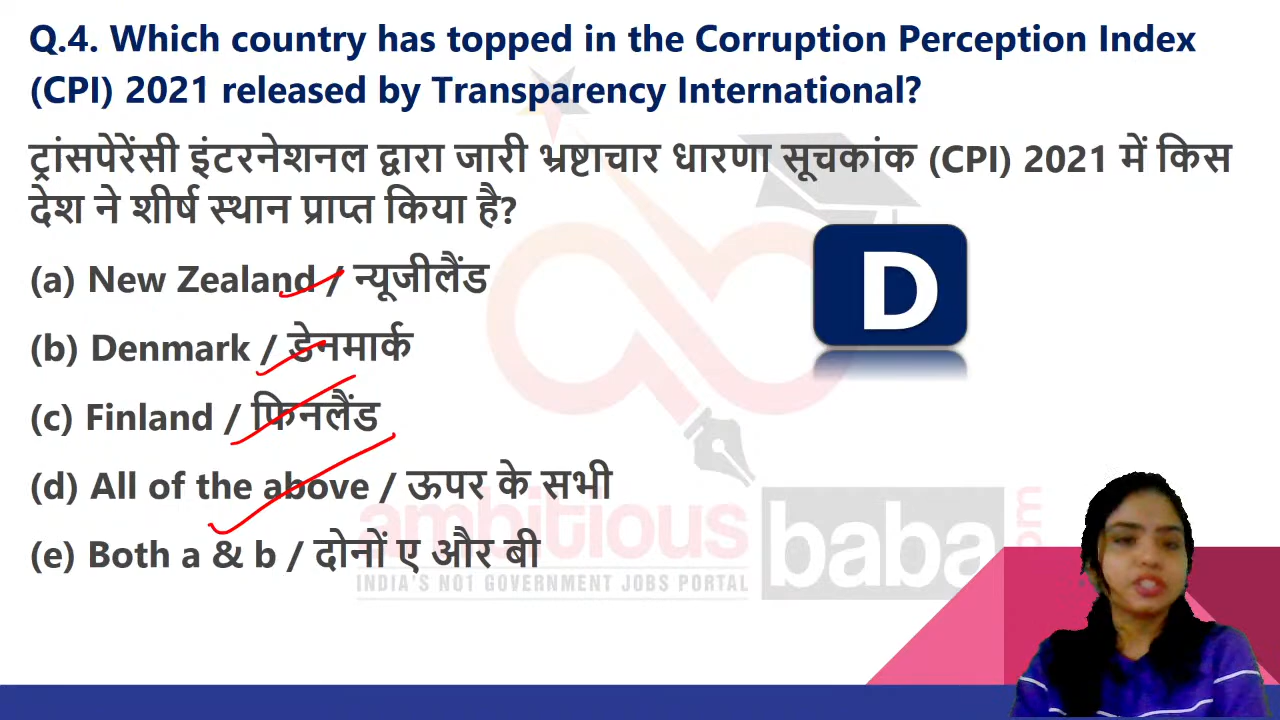 Q.4. Which country has topped in the Corruption Perception Index
(CPI) 2021 released by Transparency International?
ट्रांसपेरेंसी इंटरनेशनल द्वारा जारी भ्रष्टाचार धारणा सूचकांक (CPI) 2021 में किस
देश ने शीर्ष स्थान प्राप्त किया है?
(a) New Zealand / न्यूजीलैंड
D
(b) Denmark / डेनमार्क
(c) Finland / फिनलैंड
(d) All of the above / ऊपर के सभी
(e) Both a & b / दोनों ए और बी
ambitious baba .com
INDIA'S NO1 GOVERNMENT JOBS PORTAL